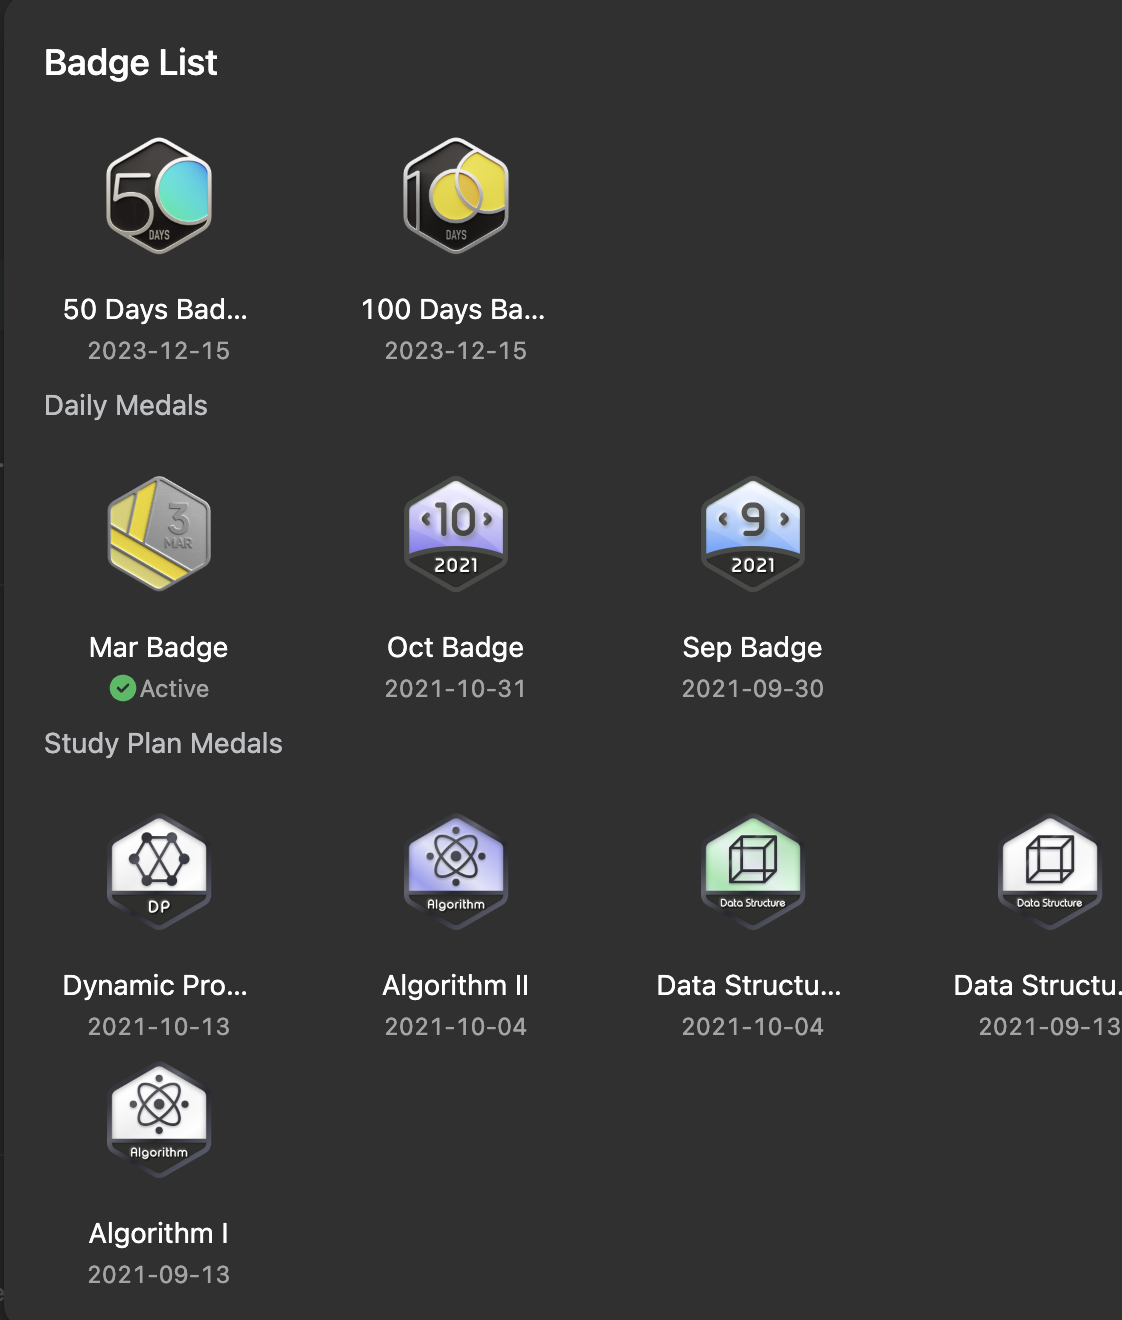 Badge List
50
DAYS
100
DAYS
50 Days Bad...
100 Days Ba...
2023-12-15
2023-12-15
Daily Medals
3
MAR
‹10›
2021
‹ 9 ›
2021
Mar Badge
Oct Badge
Sep Badge
Active
2021-10-31
2021-09-30
Study Plan Medals
DP
Algorithm
Data Structure
Data Structure
Dynamic Pro...
Algorithm II
Data Structu...
Data Structu.
2021-10-13
2021-10-04
2021-10-04
2021-09-13
Algorithm
Algorithm I
2021-09-13